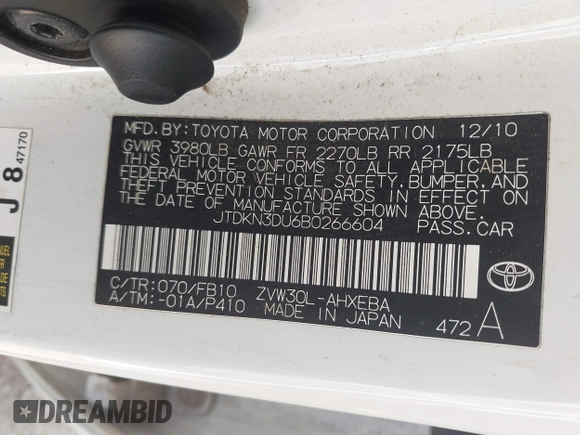 MFD.BY:TOYOTA MOTOR CORPORATION 12/10
GVWR 3980LB GAWR FR 2270LB RR 2175LB
THIS VEHICLE CONFORMS TO ALL APPLICABLE
FEDERAL MOTOR VEHICLE SAFETY, BUMPER, AND
THEFT PREVENTION STANDARDS IN EFFECT ON
THE DATE OF MANUFACTURE SHOWN ABOVE.
JTDKN3DU6B0266604 PASS.CAR
C/TR:070/FB10 ZVW30L-AHXEBA
A/TM:-01A/P410 MADE IN JAPAN
472A
TOYOTA
J 8 47170
DREAMBID